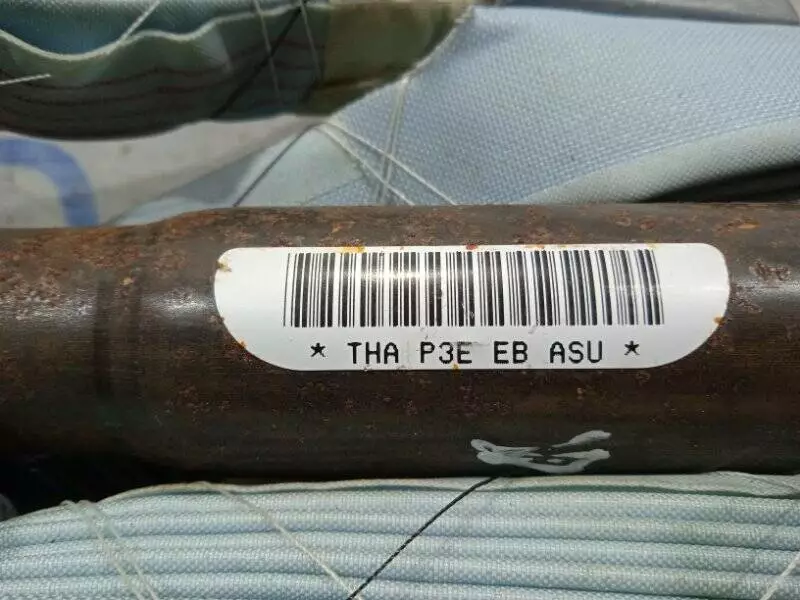 * THA P3E EB ASU *